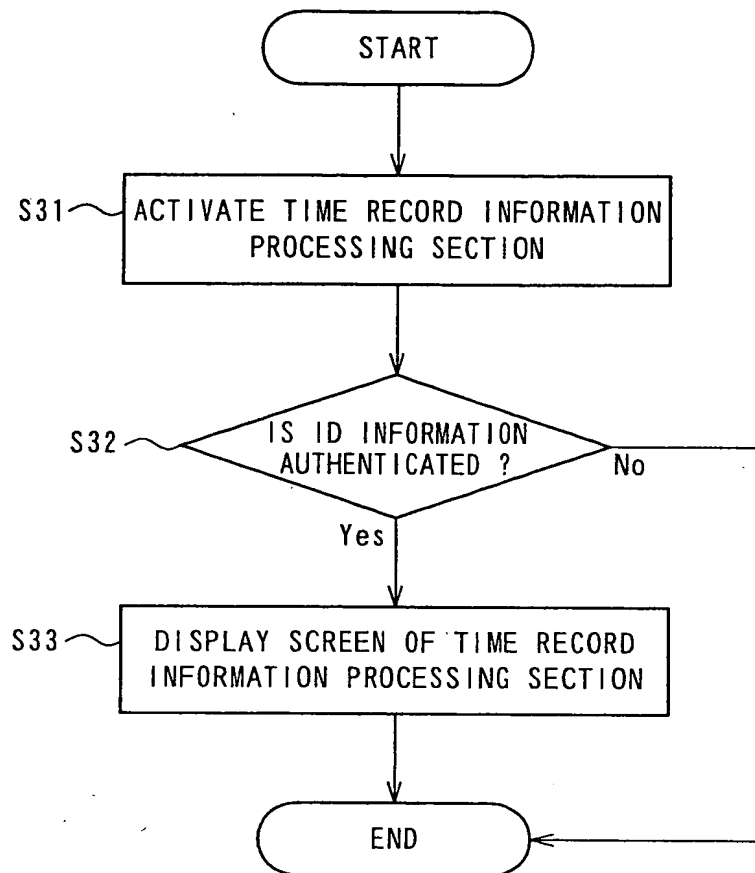 START
S31
ACTIVATE TIME RECORD INFORMATION
PROCESSING SECTION
S32
IS ID INFORMATION
AUTHENTICATED ?
No
Yes
S33
DISPLAY SCREEN OF TIME RECORD
INFORMATION PROCESSING SECTION
END